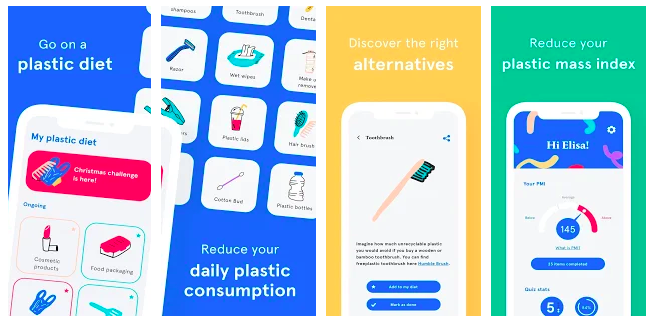 Go on a
plastic diet
My plastic diet
Christmas challenge
is here!
Ongoing
Cosmetic
products
Food packaging
shampoos
Toothbrush
Razor
Wet wipes
Plastic lids
Hair brush
Cotton Bud
Plastic bottles
Reduce your
daily plastic
consumption
Discover the right
alternatives
Toothbrush
Imagine how much unrecyclable plastic
you would avoid if you buy a wooden or
bamboo toothbrush. You can find
freeplastic toothbrush here Humble Brush.
Add to my diet
Mark as done
Reduce your
plastic mass index
Hi Elisa!
Your PMI
Average
Below
Above
145
What is PMI?
23 items completed
Quiz stats
5